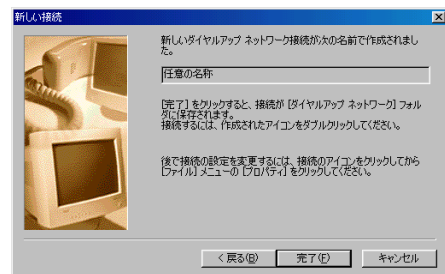 新しい接続
新しいダイヤルアップ ネットワーク接続が次の名前で作成されまし
た。
任意の名称
[完了] をクリックすると、接続が [ダイヤルアップ ネットワーク] フォル
ダに保存されます。
接続するには、作成されたアイコンをダブルクリックしてください。
後で接続の設定を変更するには、接続のアイコンをクリックしてから
[ファイル] メニューの [プロパティ] をクリックしてください。
< 戻る(B)
完了(F)
キャンセル